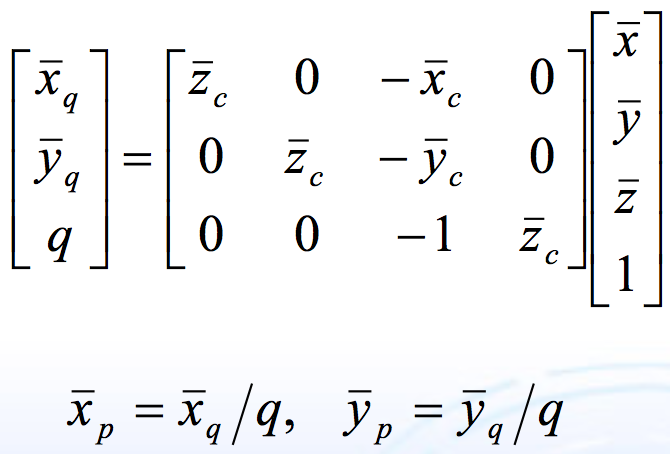 [x̄_q ȳ_q q] = [z̄_c 0 −x̄_c 0; 0 z̄_c −ȳ_c 0; 0 0 −1 z̄_c] [x̄ ȳ z̄ 1]
x̄_p = x̄_q/q, ȳ_p = ȳ_q/q